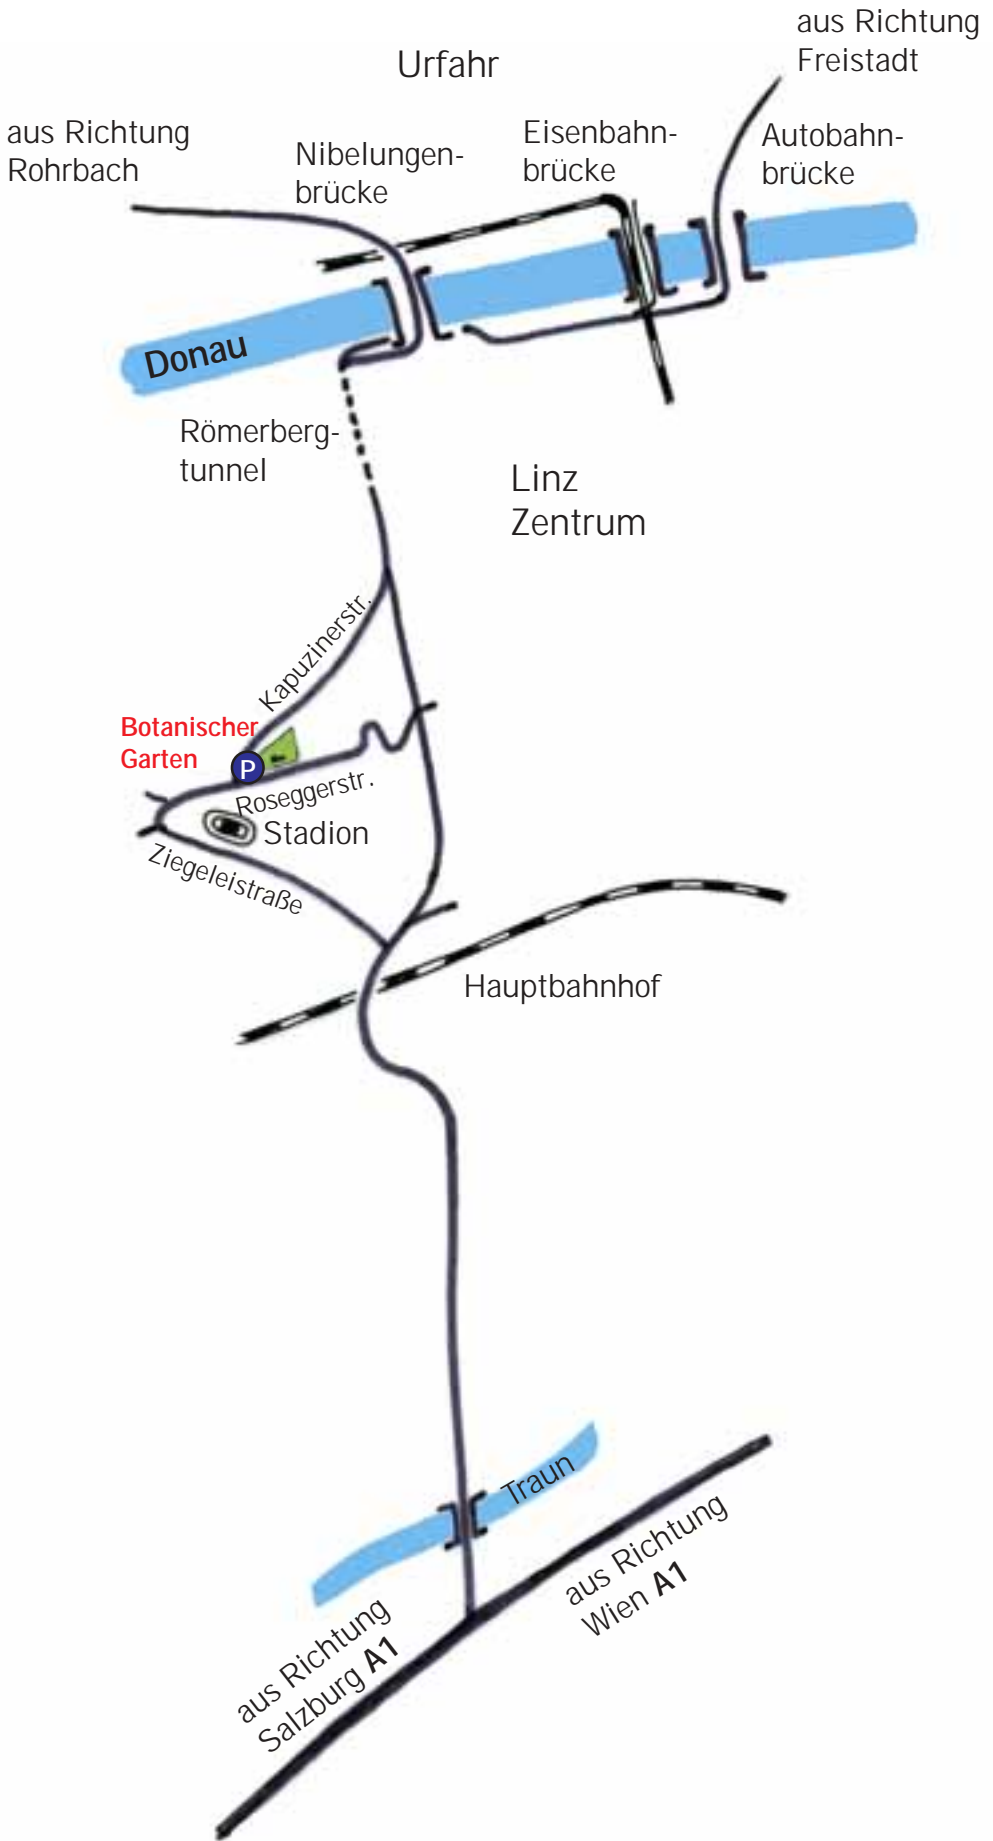 aus Richtung
Freistadt
Urfahr
aus Richtung
Rohrbach
Nibelungen-
brücke
Eisenbahn-
brücke
Autobahn-
brücke
Donau
Römerberg-
tunnel
Linz
Zentrum
Kapuzinerstr.
Botanischer
Garten
P
Roseggerstr.
Stadion
Ziegeleistraße
Hauptbahnhof
Traun
aus Richtung
Wien A1
aus Richtung
Salzburg A1